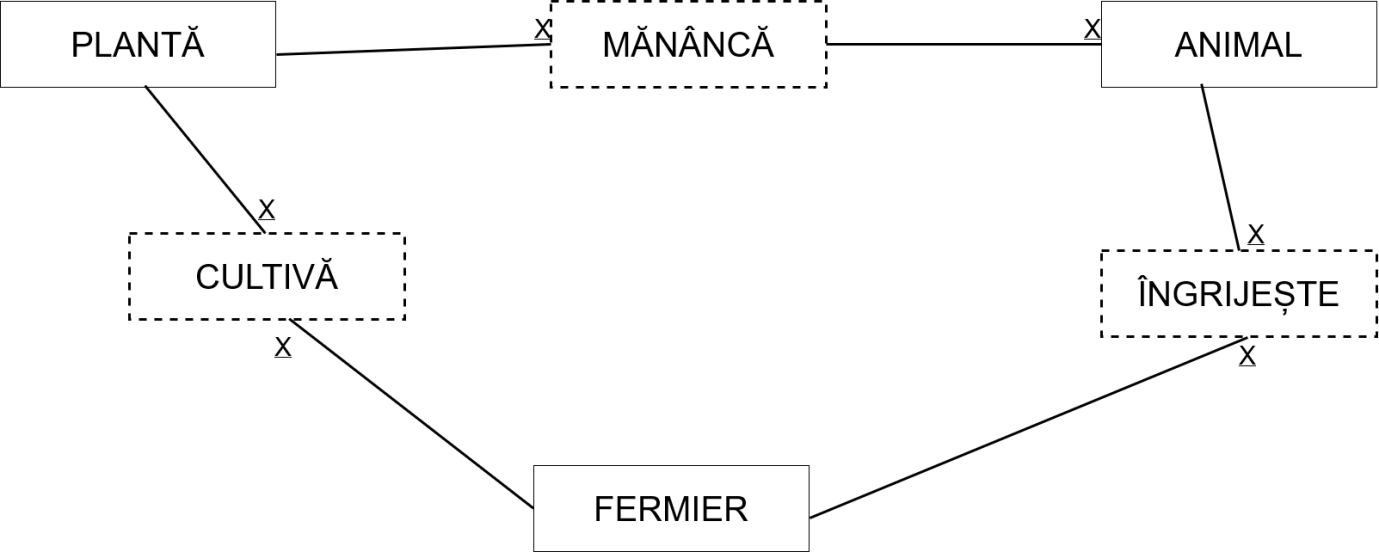 PLANTĂ
X
MĂNÂNCĂ
X
ANIMAL
X
CULTIVĂ
X
X
ÎNGRIJEȘTE
X
FERMIER